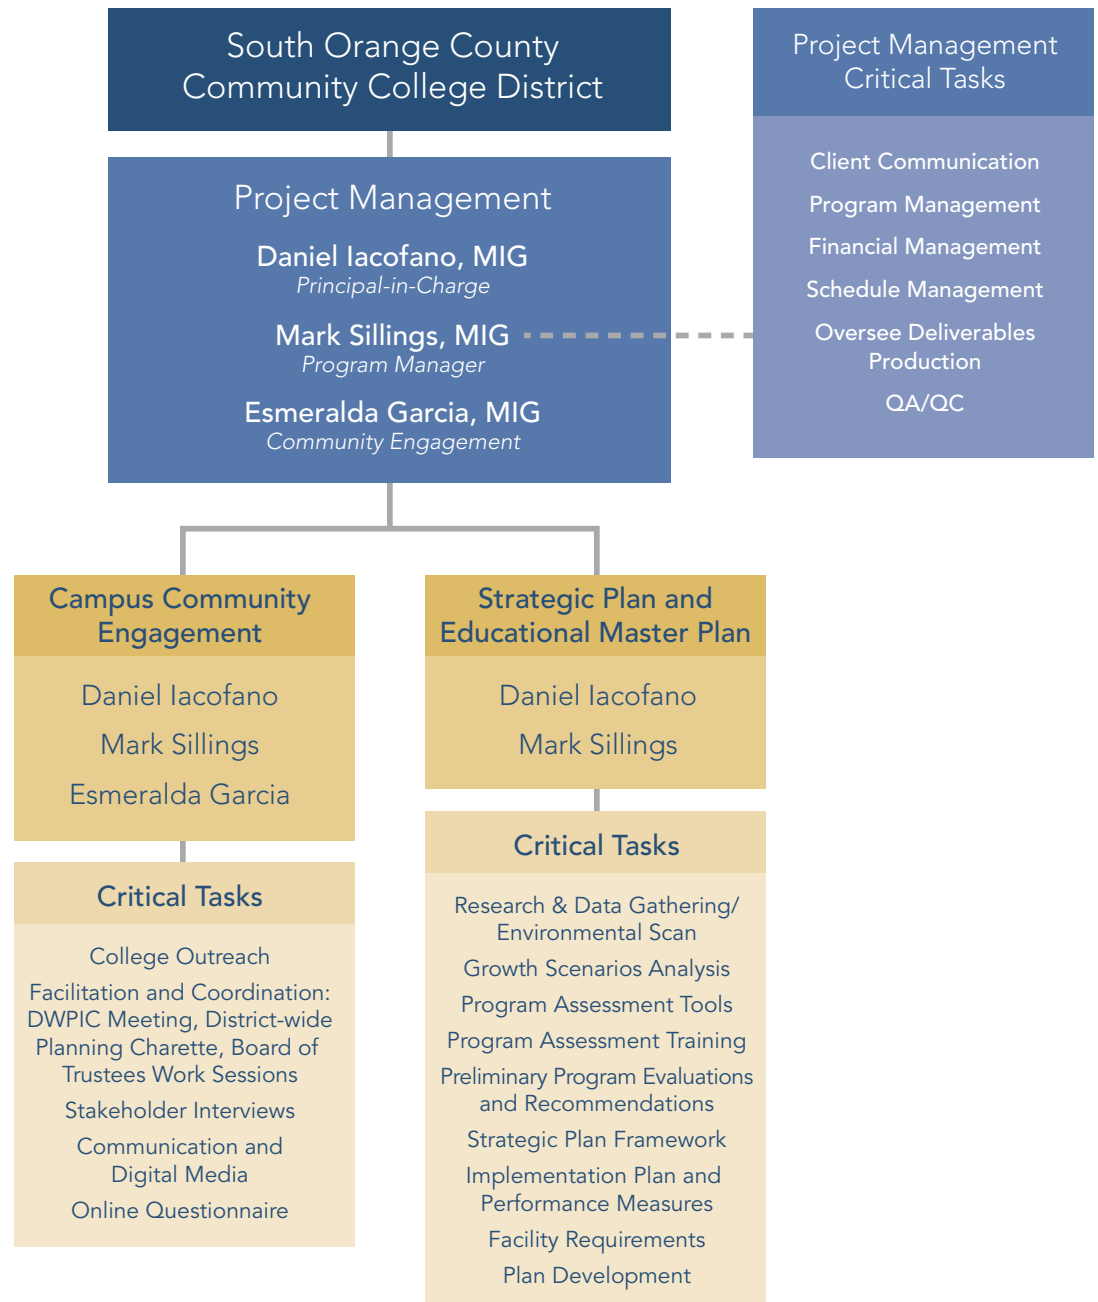 South Orange County
Community College District
Project Management
Daniel Iacofano, MIG
Principal-in-Charge
Mark Sillings, MIG
Program Manager
Esmeralda Garcia, MIG
Community Engagement
Project Management
Critical Tasks
Client Communication
Program Management
Financial Management
Schedule Management
Oversee Deliverables
Production
QA/QC
Campus Community
Engagement
Daniel Iacofano
Mark Sillings
Esmeralda Garcia
Critical Tasks
College Outreach
Facilitation and Coordination:
DWPIC Meeting, District-wide
Planning Charette, Board of
Trustees Work Sessions
Stakeholder Interviews
Communication and
Digital Media
Online Questionnaire
Strategic Plan and
Educational Master Plan
Daniel Iacofano
Mark Sillings
Critical Tasks
Research & Data Gathering/
Environmental Scan
Growth Scenarios Analysis
Program Assessment Tools
Program Assessment Training
Preliminary Program Evaluations
and Recommendations
Strategic Plan Framework
Implementation Plan and
Performance Measures
Facility Requirements
Plan Development